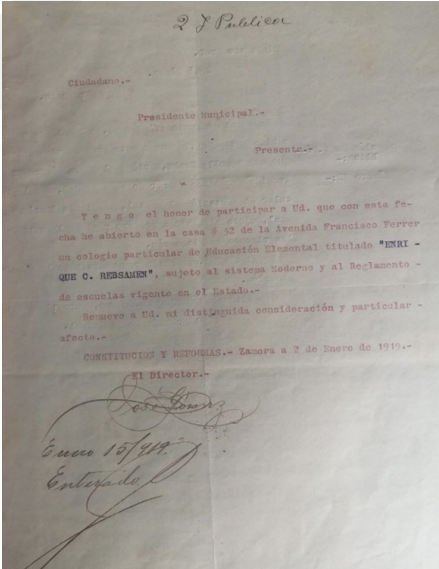 2 I Publica
Ciudadano.-
Presidente Municipal.-
Presente.-
T e n g o el honor de participar a Ud. que con esta fe-
cha he abierto en la casa # 92 de la Avenida Francisco Ferrer
un colegio particular de Educación Elemental titulado "ENRI -
QUE C. REBSAMEN", sujeto al sistema Moderno y al Reglamento -
de escuelas vigente en el Estado.-
Renuevo a Ud. mi distinguida consideración y particular -
afecto.-
CONSTITUCION Y REFORMAS.- Zamora a 2 de Enero de 1919.-
El Director.-
José
Enero 15/919.
Enterado